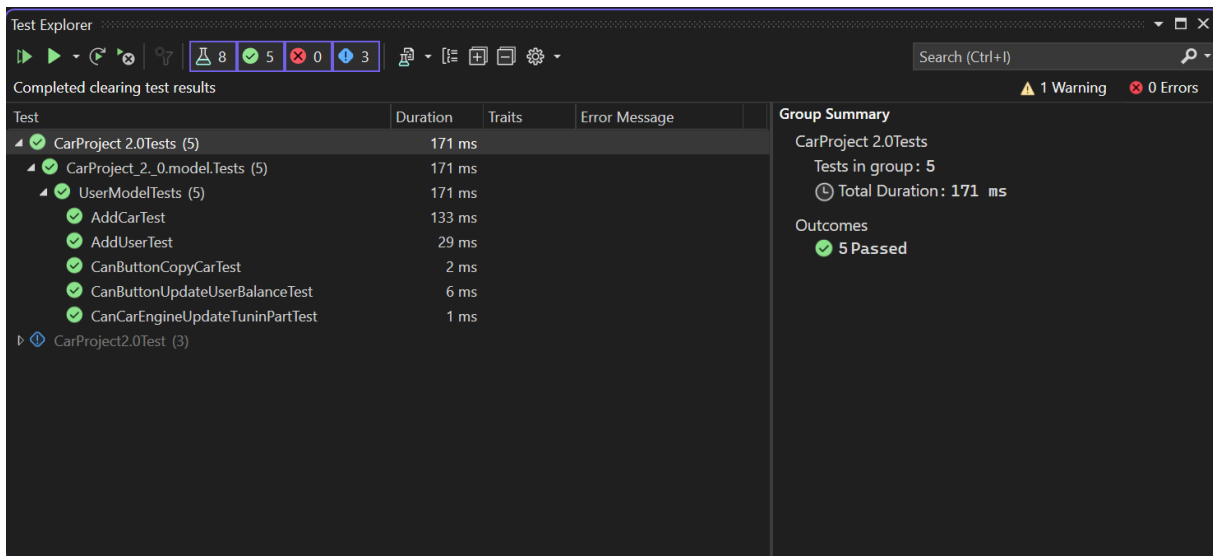 Test Explorer
8 5 0 3
Search (Ctrl+I)
Completed clearing test results
1 Warning 0 Errors
Test Duration Traits Error Message
CarProject 2.0Tests (5) 171 ms
CarProject_2._0.model.Tests (5) 171 ms
UserModelTests (5) 171 ms
AddCarTest 133 ms
AddUserTest 29 ms
CanButtonCopyCarTest 2 ms
CanButtonUpdateUserBalanceTest 6 ms
CanCarEngineUpdateTuninPartTest 1 ms
CarProject2.0Test (3)
Group Summary
CarProject 2.0Tests
Tests in group: 5
Total Duration: 171 ms
Outcomes
5 Passed